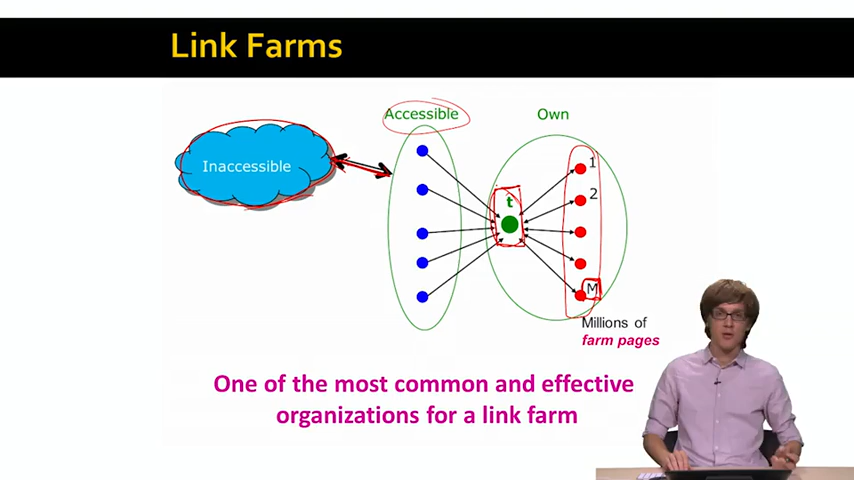 Link Farms
Accessible
Own
Inaccessible
t
1
2
M
Millions of
farm pages
One of the most common and effective
organizations for a link farm